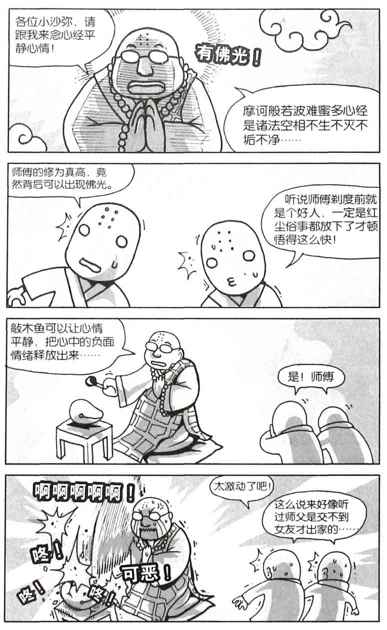 各位小沙弥，请
跟我来念心经平
静心情！
有佛光！
摩诃般若波难蜜多心经
是诸法空相不生不灭不
垢不净……
师傅的修为真高，竟
然背后可以出现佛光。
听说师傅剃度前就
是个好人，一定是红
尘俗事都放下了才顿
悟得这么快！
敲木鱼可以让心情
平静，把心中的负面
情绪释放出来……
是！师傅
啊啊啊啊啊！
咚！
咚！
咚！
可恶！
太激动了吧！
这么说来好像听
过师父是交不到
女友才出家的……